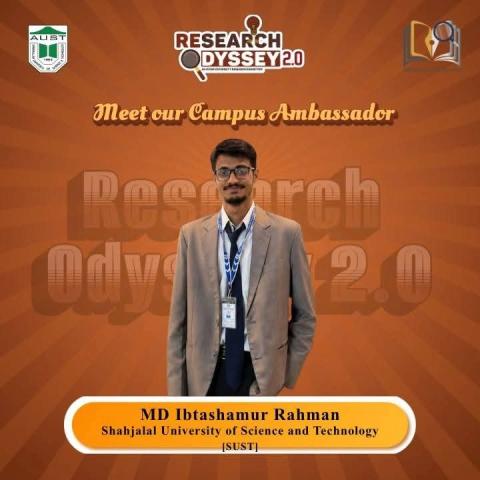 AUST
RESEARCH
ODYSSEY 2.0
Meet our Campus Ambassador
Research
Odyssey 2.0
MD Ibtashamur Rahman
Shahjalal University of Science and Technology
[SUST]